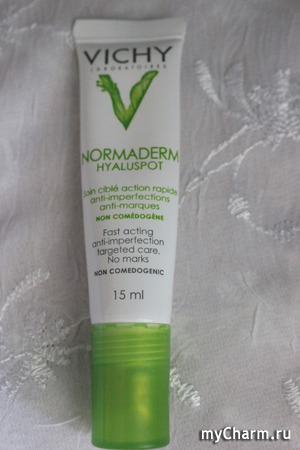 VICHY
LABORATOIRES
NORMADERM
HYALUSPOT
Soin ciblé action rapide
anti-imperfections
anti-marques
NON COMÉDOGÈNE
Fast acting
anti-imperfection
targeted care.
No marks
NON COMEDOGENIC
15 ml
myCharm.ru